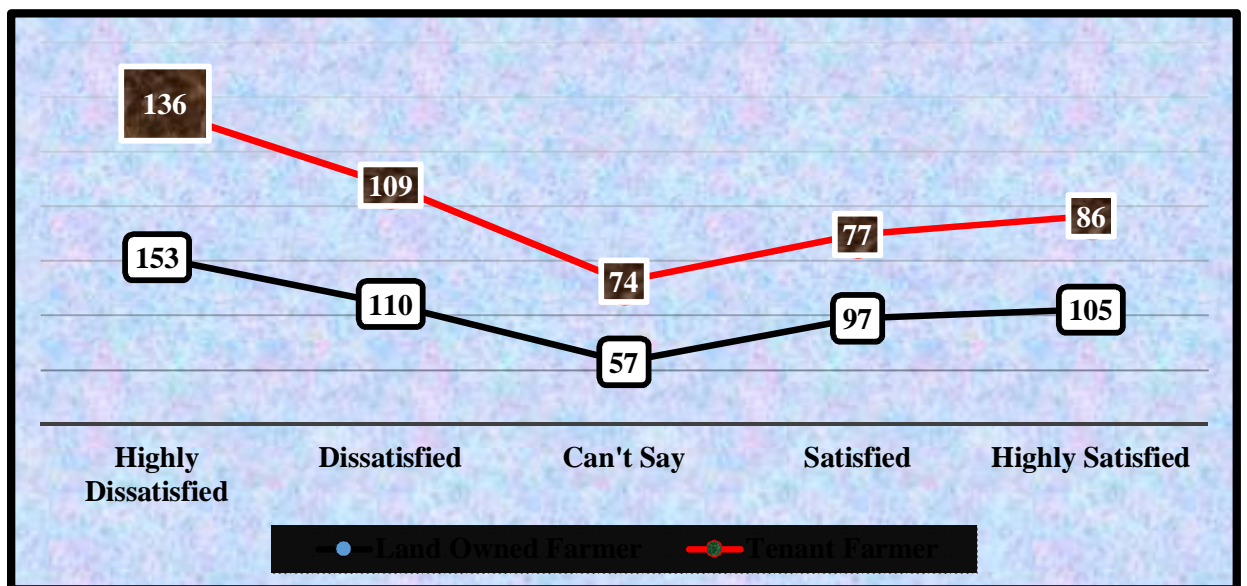 136
109
74
77
86
153
110
57
97
105
Highly
Dissatisfied
Dissatisfied
Can't Say
Satisfied
Highly Satisfied
Land Owned Farmer
Tenant Farmer